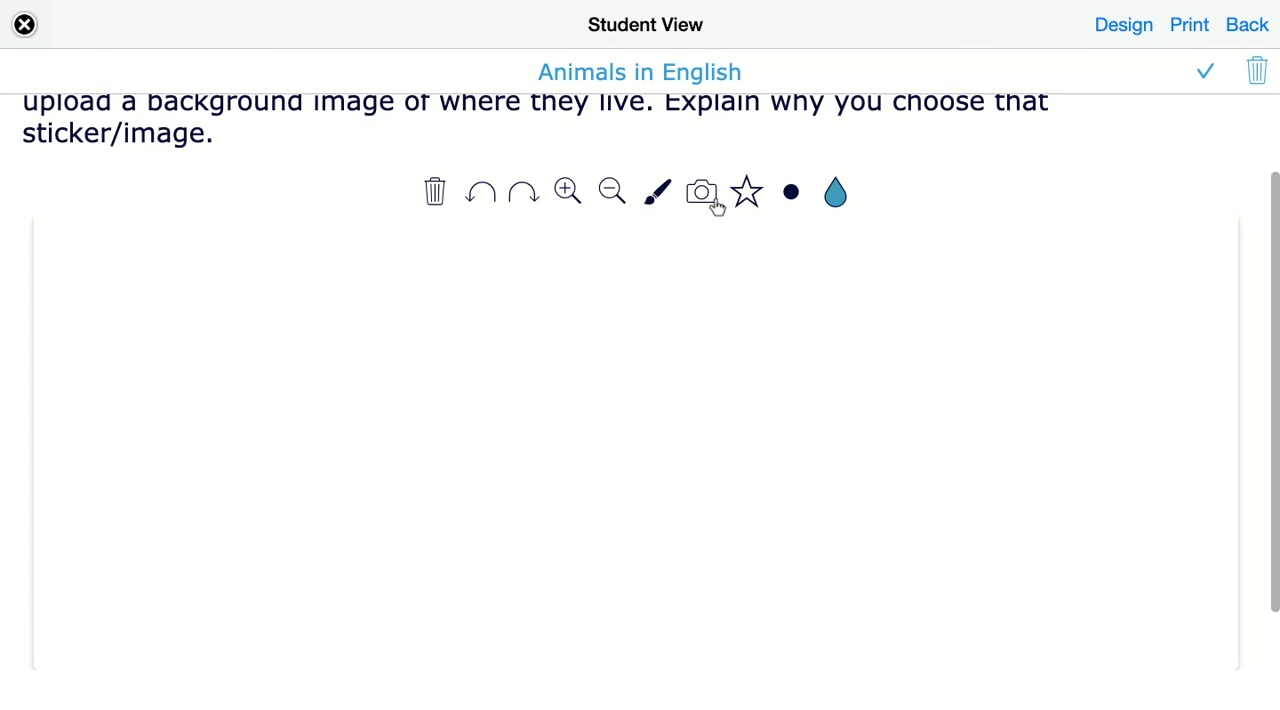 Student View
Design Print Back
Animals in English
upload a background image of where they live. Explain why you choose that
sticker/image.